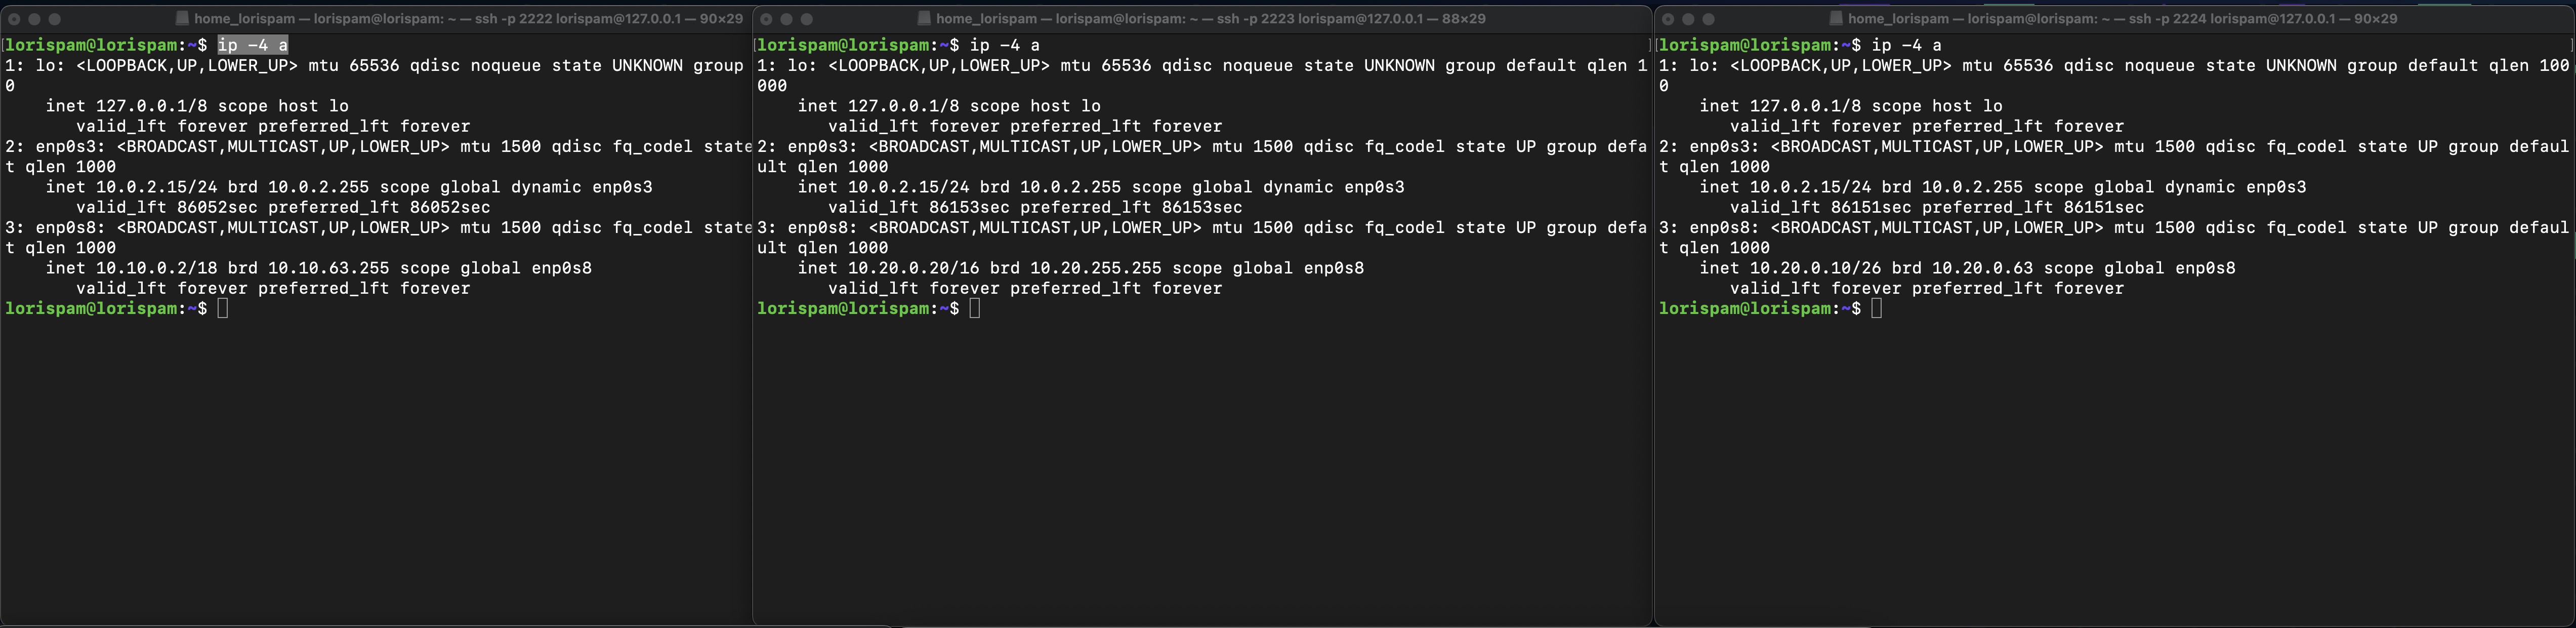 home_lorispam — lorispam@lorispam: ~ — ssh -p 2222 lorispam@127.0.0.1 — 90×29
lorispam@lorispam:~$ ip -4 a
1: lo: <LOOPBACK,UP,LOWER_UP> mtu 65536 qdisc noqueue state UNKNOWN group
0
    inet 127.0.0.1/8 scope host lo
       valid_lft forever preferred_lft forever
2: enp0s3: <BROADCAST,MULTICAST,UP,LOWER_UP> mtu 1500 qdisc fq_codel state
t qlen 1000
    inet 10.0.2.15/24 brd 10.0.2.255 scope global dynamic enp0s3
       valid_lft 86052sec preferred_lft 86052sec
3: enp0s8: <BROADCAST,MULTICAST,UP,LOWER_UP> mtu 1500 qdisc fq_codel state
t qlen 1000
    inet 10.10.0.2/18 brd 10.10.63.255 scope global enp0s8
       valid_lft forever preferred_lft forever
lorispam@lorispam:~$
home_lorispam — lorispam@lorispam: ~ — ssh -p 2223 lorispam@127.0.0.1 — 88×29
lorispam@lorispam:~$ ip -4 a
1: lo: <LOOPBACK,UP,LOWER_UP> mtu 65536 qdisc noqueue state UNKNOWN group default qlen 1
000
    inet 127.0.0.1/8 scope host lo
       valid_lft forever preferred_lft forever
2: enp0s3: <BROADCAST,MULTICAST,UP,LOWER_UP> mtu 1500 qdisc fq_codel state UP group defa
ult qlen 1000
    inet 10.0.2.15/24 brd 10.0.2.255 scope global dynamic enp0s3
       valid_lft 86153sec preferred_lft 86153sec
3: enp0s8: <BROADCAST,MULTICAST,UP,LOWER_UP> mtu 1500 qdisc fq_codel state UP group defa
ult qlen 1000
    inet 10.20.0.20/16 brd 10.20.255.255 scope global enp0s8
       valid_lft forever preferred_lft forever
lorispam@lorispam:~$
home_lorispam — lorispam@lorispam: ~ — ssh -p 2224 lorispam@127.0.0.1 — 90×29
lorispam@lorispam:~$ ip -4 a
1: lo: <LOOPBACK,UP,LOWER_UP> mtu 65536 qdisc noqueue state UNKNOWN group default qlen 100
0
    inet 127.0.0.1/8 scope host lo
       valid_lft forever preferred_lft forever
2: enp0s3: <BROADCAST,MULTICAST,UP,LOWER_UP> mtu 1500 qdisc fq_codel state UP group defaul
t qlen 1000
    inet 10.0.2.15/24 brd 10.0.2.255 scope global dynamic enp0s3
       valid_lft 86151sec preferred_lft 86151sec
3: enp0s8: <BROADCAST,MULTICAST,UP,LOWER_UP> mtu 1500 qdisc fq_codel state UP group defaul
t qlen 1000
    inet 10.20.0.10/26 brd 10.20.0.63 scope global enp0s8
       valid_lft forever preferred_lft forever
lorispam@lorispam:~$